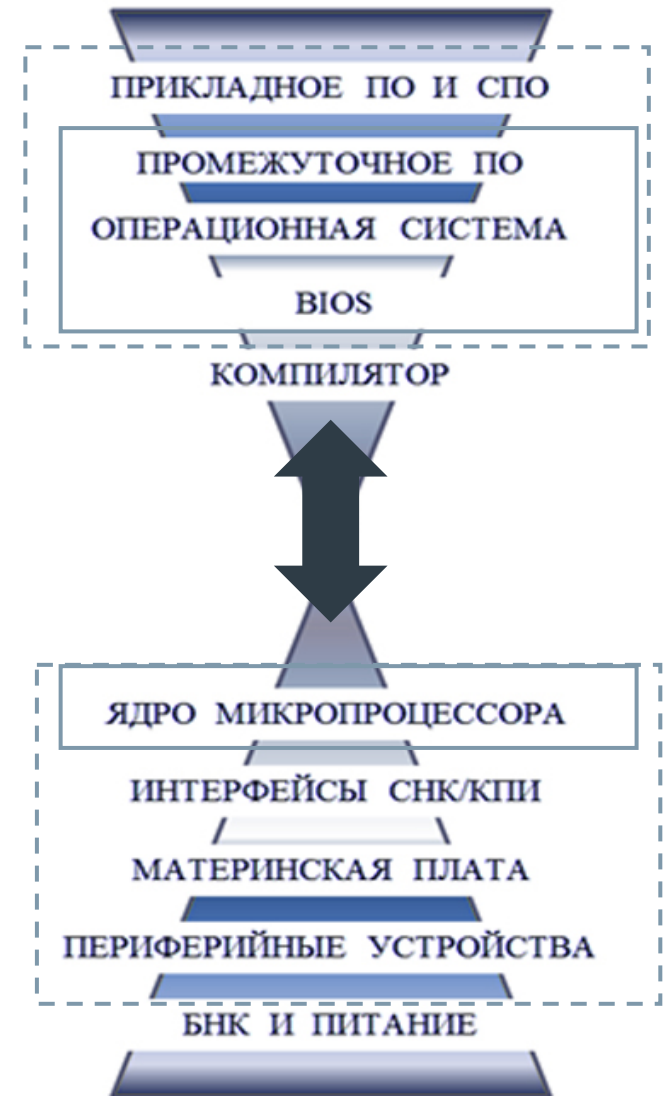 ПРИКЛАДНОЕ ПО И СПО
ПРОМЕЖУТОЧНОЕ ПО
ОПЕРАЦИОННАЯ СИСТЕМА
BIOS
КОМПИЛЯТОР
ЯДРО МИКРОПРОЦЕССОРА
ИНТЕРФЕЙСЫ СНК/КПИ
МАТЕРИНСКАЯ ПЛАТА
ПЕРИФЕРИЙНЫЕ УСТРОЙСТВА
БНК И ПИТАНИЕ